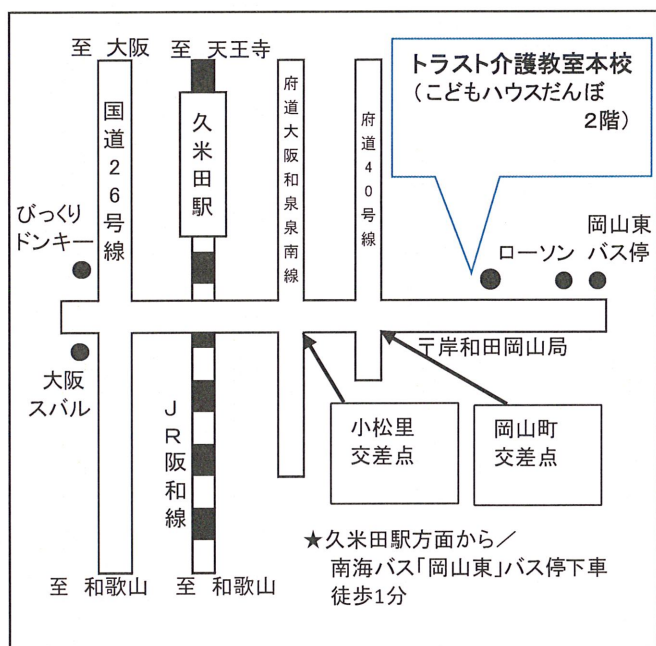 至 大阪
至 天王寺
トラスト介護教室本校
（こどもハウスだんぼ
2階）
国道26号線
久米田駅
府道大阪和泉泉南線
府道40号線
びっくり
ドンキー
ローソン
岡山東
バス停
〒岸和田岡山局
大阪
スバル
JR阪和線
小松里
交差点
岡山町
交差点
★久米田駅方面から／
南海バス「岡山東」バス停下車
徒歩1分
至 和歌山
至 和歌山